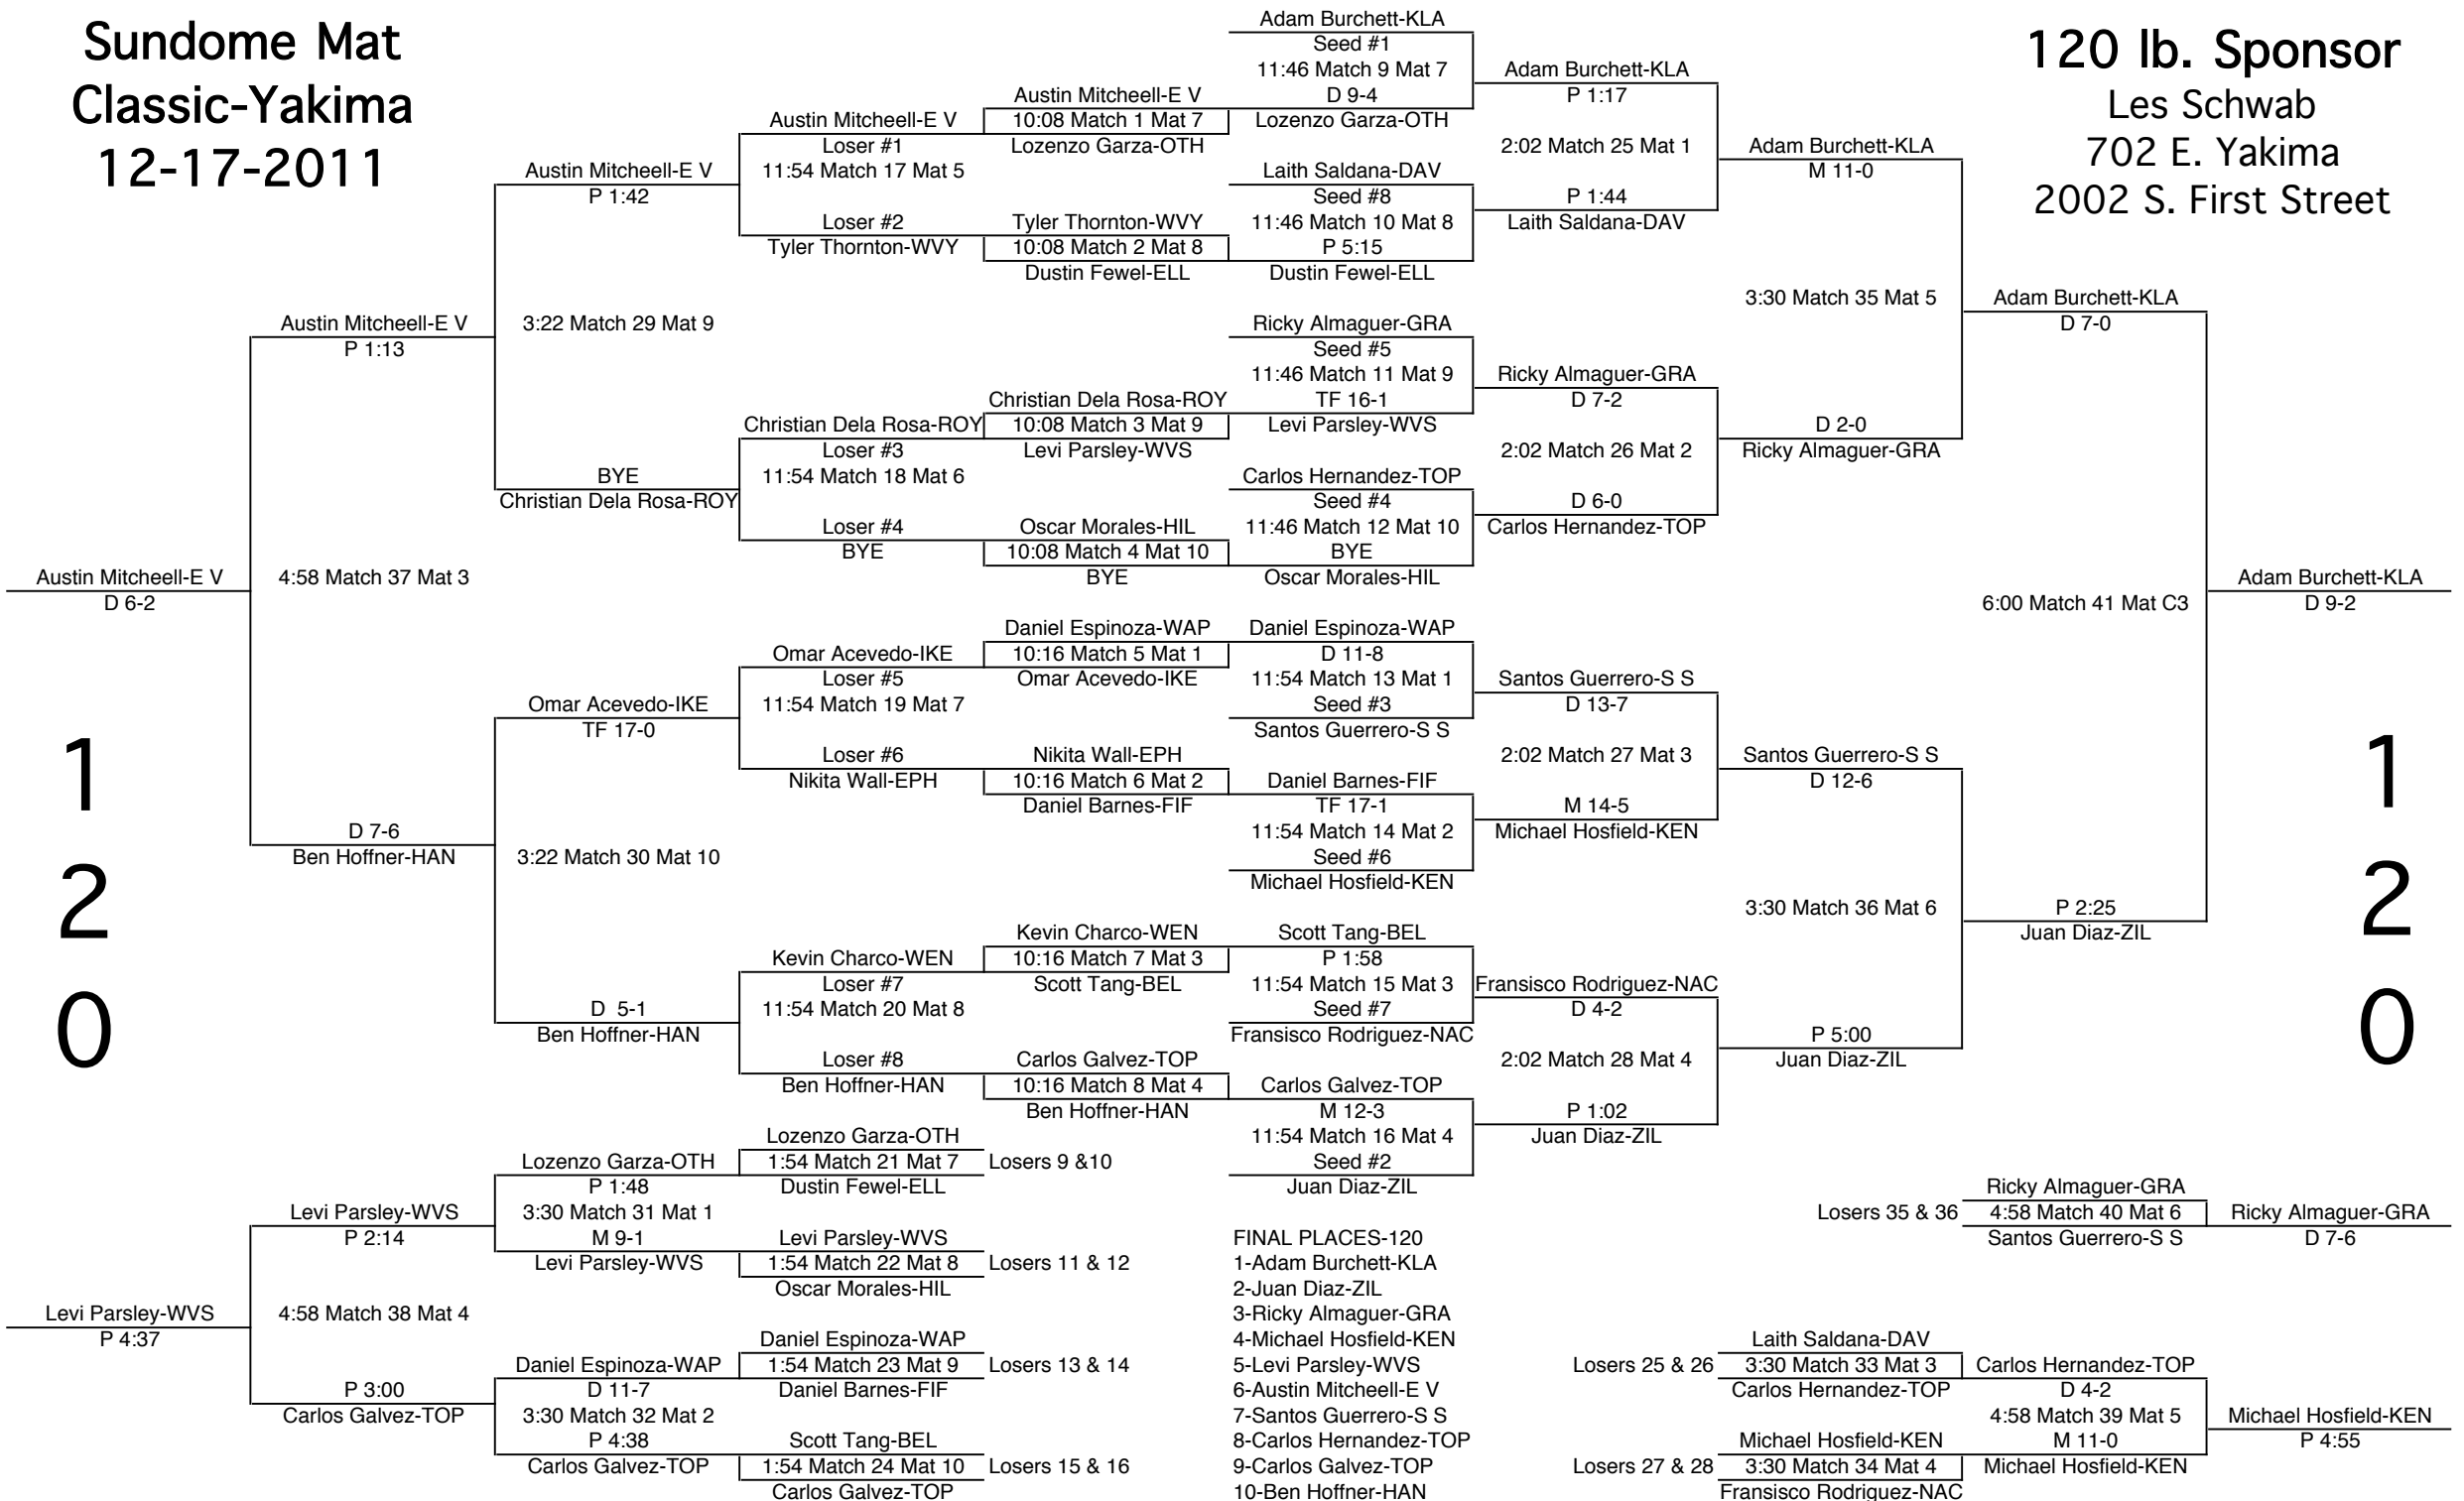 Sundome Mat
Classic-Yakima
12-17-2011
120 lb. Sponsor
Les Schwab
702 E. Yakima
2002 S. First Street
1
2
0
1
2
0
Austin Mitcheell-E V
D 6-2
Austin Mitcheell-E V
P 1:13
4:58 Match 37 Mat 3
D 7-6
Ben Hoffner-HAN
Austin Mitcheell-E V
P 1:42
3:22 Match 29 Mat 9
BYE
Christian Dela Rosa-ROY
Omar Acevedo-IKE
TF 17-0
3:22 Match 30 Mat 10
D 5-1
Ben Hoffner-HAN
Austin Mitcheell-E V
Loser #1
11:54 Match 17 Mat 5
Loser #2
Tyler Thornton-WVY
Christian Dela Rosa-ROY
Loser #3
11:54 Match 18 Mat 6
Loser #4
BYE
Omar Acevedo-IKE
Loser #5
11:54 Match 19 Mat 7
Loser #6
Nikita Wall-EPH
Kevin Charco-WEN
Loser #7
11:54 Match 20 Mat 8
Loser #8
Ben Hoffner-HAN
Austin Mitcheell-E V
10:08 Match 1 Mat 7
Lozenzo Garza-OTH
Tyler Thornton-WVY
10:08 Match 2 Mat 8
Dustin Fewel-ELL
Christian Dela Rosa-ROY
10:08 Match 3 Mat 9
Levi Parsley-WVS
Oscar Morales-HIL
10:08 Match 4 Mat 10
BYE
Daniel Espinoza-WAP
10:16 Match 5 Mat 1
Omar Acevedo-IKE
Nikita Wall-EPH
10:16 Match 6 Mat 2
Daniel Barnes-FIF
Kevin Charco-WEN
10:16 Match 7 Mat 3
Scott Tang-BEL
Carlos Galvez-TOP
10:16 Match 8 Mat 4
Ben Hoffner-HAN
Adam Burchett-KLA
Seed #1
11:46 Match 9 Mat 7
D 9-4
Lozenzo Garza-OTH
Laith Saldana-DAV
Seed #8
11:46 Match 10 Mat 8
P 5:15
Dustin Fewel-ELL
Ricky Almaguer-GRA
Seed #5
11:46 Match 11 Mat 9
TF 16-1
Levi Parsley-WVS
Carlos Hernandez-TOP
Seed #4
11:46 Match 12 Mat 10
BYE
Oscar Morales-HIL
Daniel Espinoza-WAP
D 11-8
11:54 Match 13 Mat 1
Seed #3
Santos Guerrero-S S
Daniel Barnes-FIF
TF 17-1
11:54 Match 14 Mat 2
Seed #6
Michael Hosfield-KEN
Scott Tang-BEL
P 1:58
11:54 Match 15 Mat 3
Seed #7
Fransisco Rodriguez-NAC
Carlos Galvez-TOP
M 12-3
11:54 Match 16 Mat 4
Seed #2
Juan Diaz-ZIL
Adam Burchett-KLA
P 1:17
2:02 Match 25 Mat 1
P 1:44
Laith Saldana-DAV
Ricky Almaguer-GRA
D 7-2
2:02 Match 26 Mat 2
D 6-0
Carlos Hernandez-TOP
Santos Guerrero-S S
D 13-7
2:02 Match 27 Mat 3
M 14-5
Michael Hosfield-KEN
Fransisco Rodriguez-NAC
D 4-2
2:02 Match 28 Mat 4
P 1:02
Juan Diaz-ZIL
Adam Burchett-KLA
M 11-0
3:30 Match 35 Mat 5
D 2-0
Ricky Almaguer-GRA
Santos Guerrero-S S
D 12-6
3:30 Match 36 Mat 6
P 5:00
Juan Diaz-ZIL
Adam Burchett-KLA
D 7-0
6:00 Match 41 Mat C3
P 2:25
Juan Diaz-ZIL
Adam Burchett-KLA
D 9-2
Levi Parsley-WVS
P 4:37
Levi Parsley-WVS
P 2:14
4:58 Match 38 Mat 4
P 3:00
Carlos Galvez-TOP
Lozenzo Garza-OTH
P 1:48
3:30 Match 31 Mat 1
M 9-1
Levi Parsley-WVS
Daniel Espinoza-WAP
D 11-7
3:30 Match 32 Mat 2
P 4:38
Carlos Galvez-TOP
Lozenzo Garza-OTH
1:54 Match 21 Mat 7
Losers 9 &10
Dustin Fewel-ELL
Levi Parsley-WVS
1:54 Match 22 Mat 8
Losers 11 & 12
Oscar Morales-HIL
Daniel Espinoza-WAP
1:54 Match 23 Mat 9
Losers 13 & 14
Daniel Barnes-FIF
Scott Tang-BEL
1:54 Match 24 Mat 10
Losers 15 & 16
Carlos Galvez-TOP
FINAL PLACES-120
1-Adam Burchett-KLA
2-Juan Diaz-ZIL
3-Ricky Almaguer-GRA
4-Michael Hosfield-KEN
5-Levi Parsley-WVS
6-Austin Mitcheell-E V
7-Santos Guerrero-S S
8-Carlos Hernandez-TOP
9-Carlos Galvez-TOP
10-Ben Hoffner-HAN
Ricky Almaguer-GRA
Losers 35 & 36
4:58 Match 40 Mat 6
Santos Guerrero-S S
Ricky Almaguer-GRA
D 7-6
Laith Saldana-DAV
Losers 25 & 26
3:30 Match 33 Mat 3
Carlos Hernandez-TOP
Michael Hosfield-KEN
Losers 27 & 28
3:30 Match 34 Mat 4
Fransisco Rodriguez-NAC
Carlos Hernandez-TOP
D 4-2
4:58 Match 39 Mat 5
M 11-0
Michael Hosfield-KEN
Michael Hosfield-KEN
P 4:55